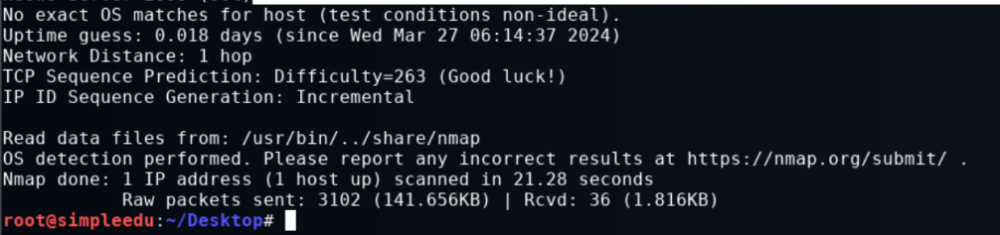 No exact OS matches for host (test conditions non-ideal).
Uptime guess: 0.018 days (since Wed Mar 27 06:14:37 2024)
Network Distance: 1 hop
TCP Sequence Prediction: Difficulty=263 (Good luck!)
IP ID Sequence Generation: Incremental
Read data files from: /usr/bin/../share/nmap
OS detection performed. Please report any incorrect results at https://nmap.org/submit/ .
Nmap done: 1 IP address (1 host up) scanned in 21.28 seconds
Raw packets sent: 3102 (141.656KB) | Rcvd: 36 (1.816KB)
root@simpleedu:~/Desktop#